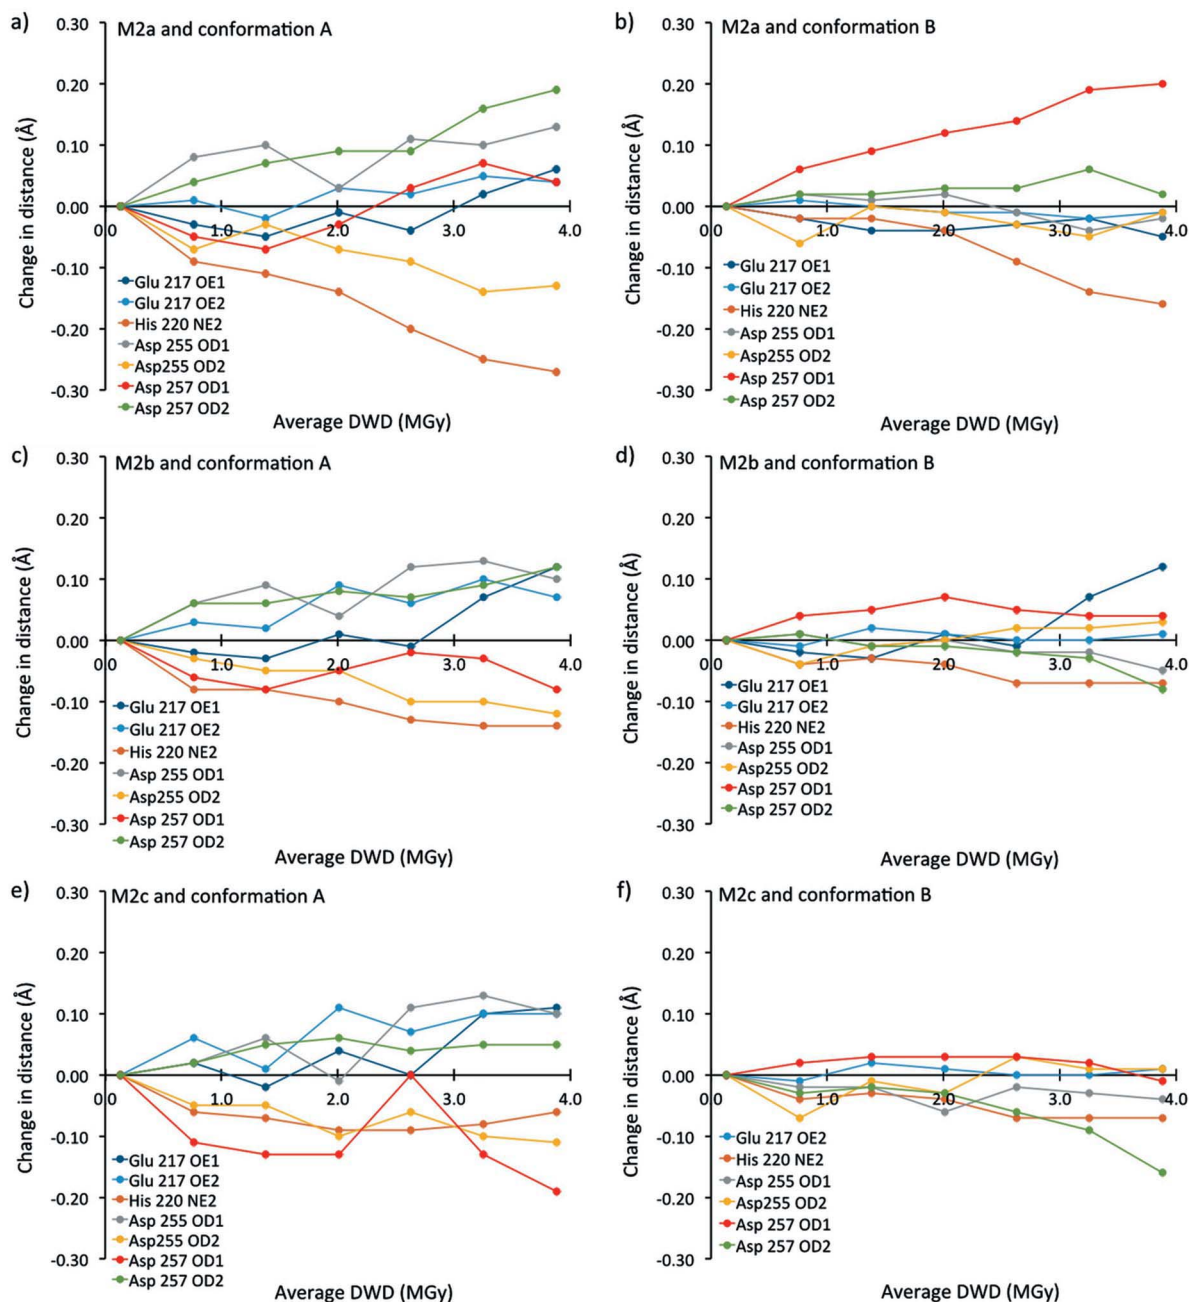 a)
M2a and conformation A
0.30
0.20
0.10
0.00
-0.10
-0.20
-0.30
Change in distance (Å)
0.0 1.0 2.0 3.0 4.0
Glu 217 OE1
Glu 217 OE2
His 220 NE2
Asp 255 OD1
Asp255 OD2
Asp 257 OD1
Asp 257 OD2
Average DWD (MGy)
b)
M2a and conformation B
0.30
0.20
0.10
0.00
-0.10
-0.20
-0.30
Change in distance (Å)
0.0 1.0 2.0 3.0 4.0
Glu 217 OE1
Glu 217 OE2
His 220 NE2
Asp 255 OD1
Asp255 OD2
Asp 257 OD1
Asp 257 OD2
Average DWD (MGy)
c)
M2b and conformation A
0.30
0.20
0.10
0.00
-0.10
-0.20
-0.30
Change in distance (Å)
0.0 1.0 2.0 3.0 4.0
Glu 217 OE1
Glu 217 OE2
His 220 NE2
Asp 255 OD1
Asp255 OD2
Asp 257 OD1
Asp 257 OD2
Average DWD (MGy)
d)
M2b and conformation B
0.30
0.20
0.10
0.00
-0.10
-0.20
-0.30
Change in distance (Å)
0.0 1.0 2.0 3.0 4.0
Glu 217 OE1
Glu 217 OE2
His 220 NE2
Asp 255 OD1
Asp255 OD2
Asp 257 OD1
Asp 257 OD2
Average DWD (MGy)
e)
M2c and conformation A
0.30
0.20
0.10
0.00
-0.10
-0.20
-0.30
Change in distance (Å)
0.0 1.0 2.0 3.0 4.0
Glu 217 OE1
Glu 217 OE2
His 220 NE2
Asp 255 OD1
Asp255 OD2
Asp 257 OD1
Asp 257 OD2
Average DWD (MGy)
f)
M2c and conformation B
0.30
0.20
0.10
0.00
-0.10
-0.20
-0.30
Change in distance (Å)
0.0 1.0 2.0 3.0 4.0
Glu 217 OE2
His 220 NE2
Asp 255 OD1
Asp255 OD2
Asp 257 OD1
Asp 257 OD2
Average DWD (MGy)